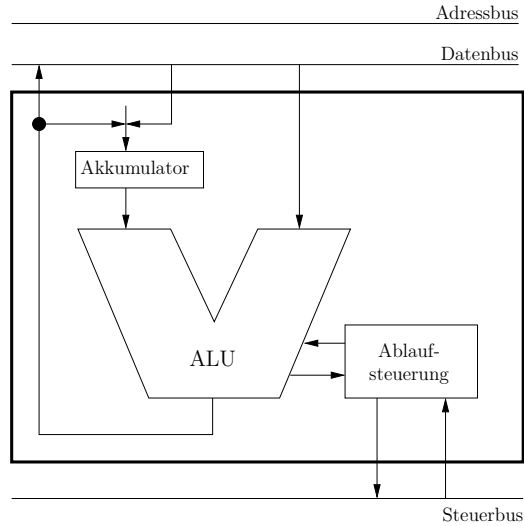 Adressbus
Datenbus
Akkumulator
ALU
Ablauf-
steuerung
Steuerbus